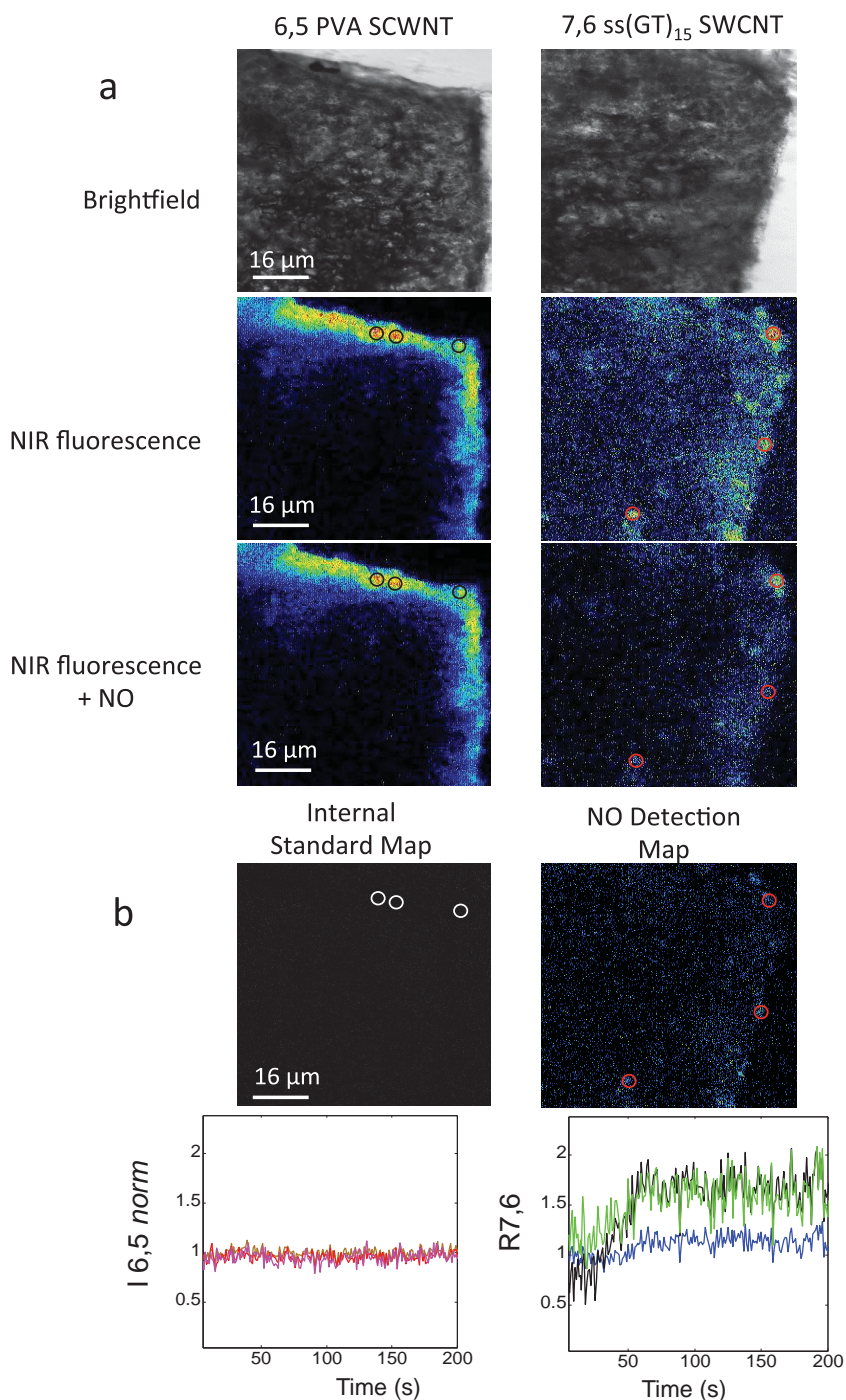 6,5 PVA SCWNT
7,6 ss(GT)15 SWCNT
a
Brightfield
16 µm
NIR fluorescence
16 µm
NIR fluorescence
+ NO
16 µm
Internal
Standard Map
NO Detection
Map
b
16 µm
I 6,5 norm
2
1.5
1
0.5
50
100
150
200
Time (s)
R7,6
2
1.5
1
0.5
50
100
150
200
Time (s)